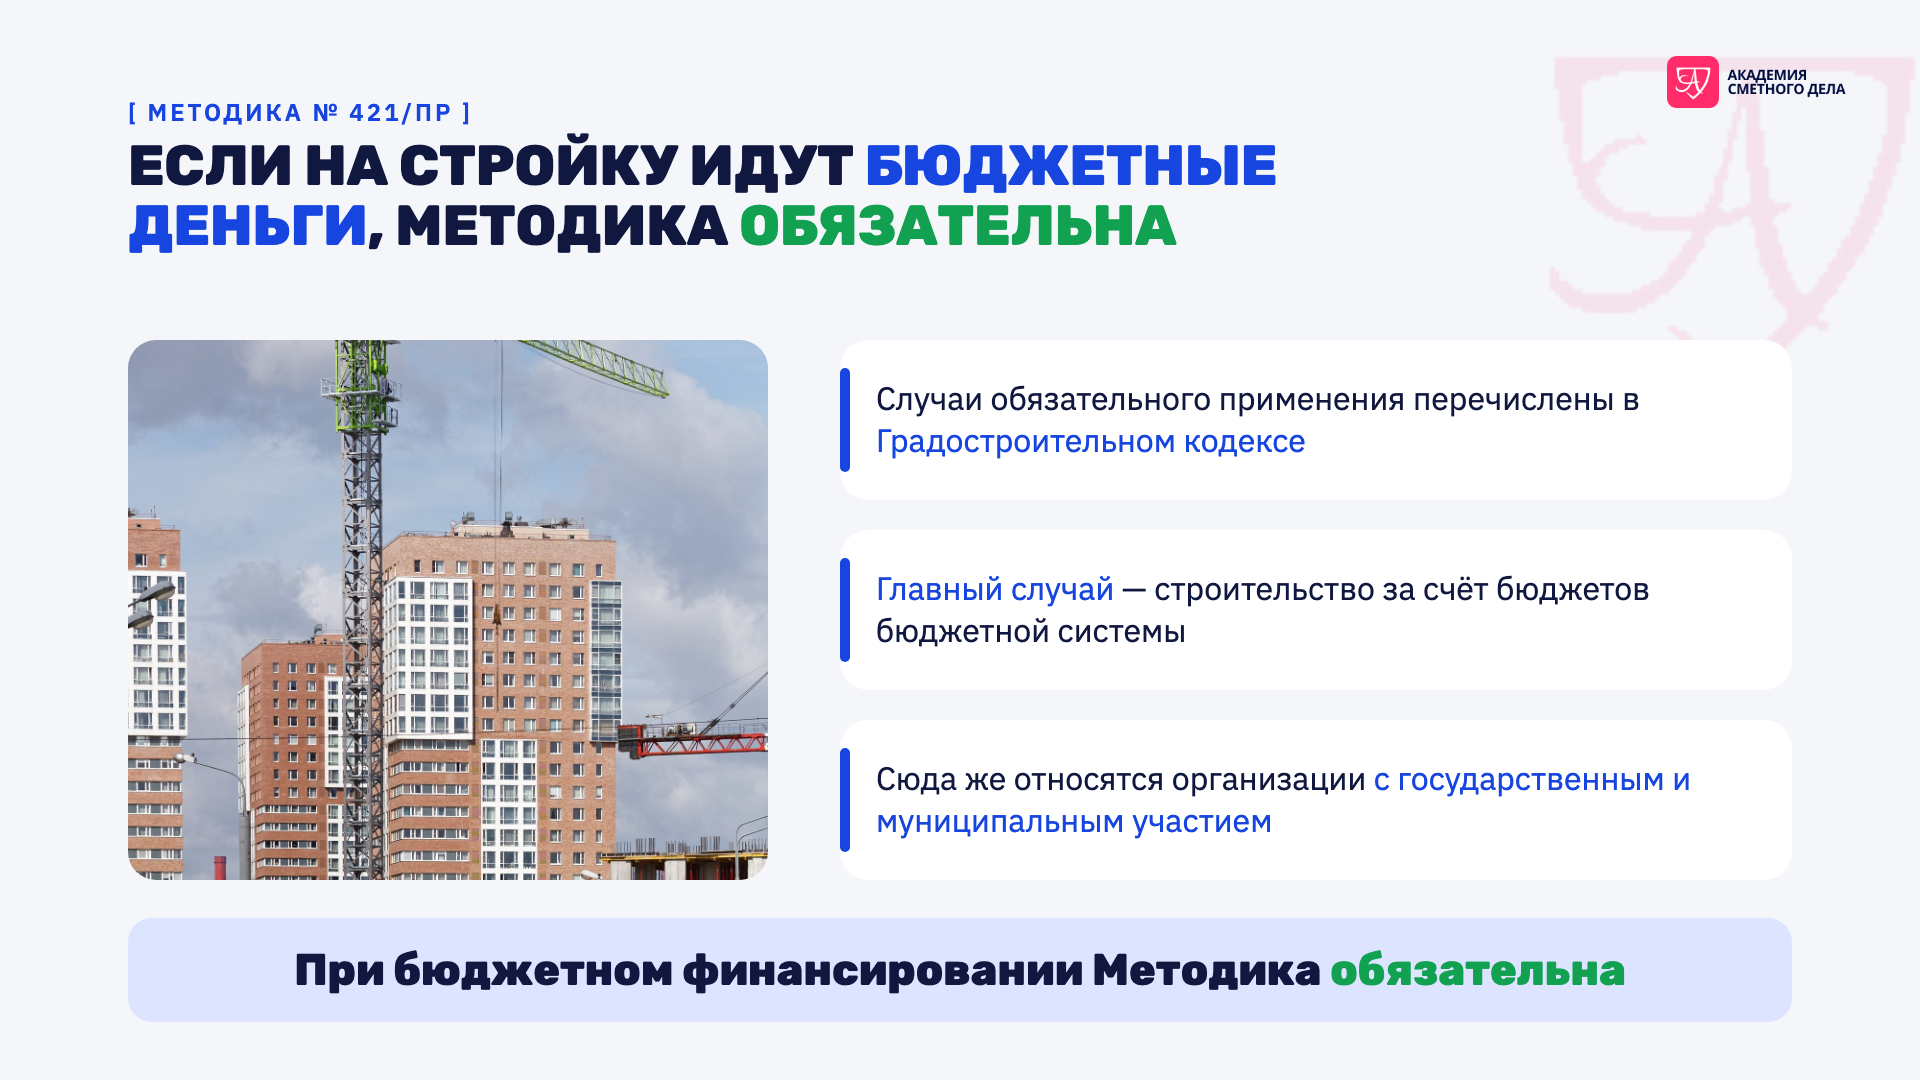 [ МЕТОДИКА № 421/ПР ]
ЕСЛИ НА СТРОЙКУ ИДУТ БЮДЖЕТНЫЕ
ДЕНЬГИ, МЕТОДИКА ОБЯЗАТЕЛЬНА
АКАДЕМИЯ
СМЕТНОГО ДЕЛА
Случаи обязательного применения перечислены в
Градостроительном кодексе
Главный случай — строительство за счёт бюджетов
бюджетной системы
Сюда же относятся организации с государственным и
муниципальным участием
При бюджетном финансировании Методика обязательна